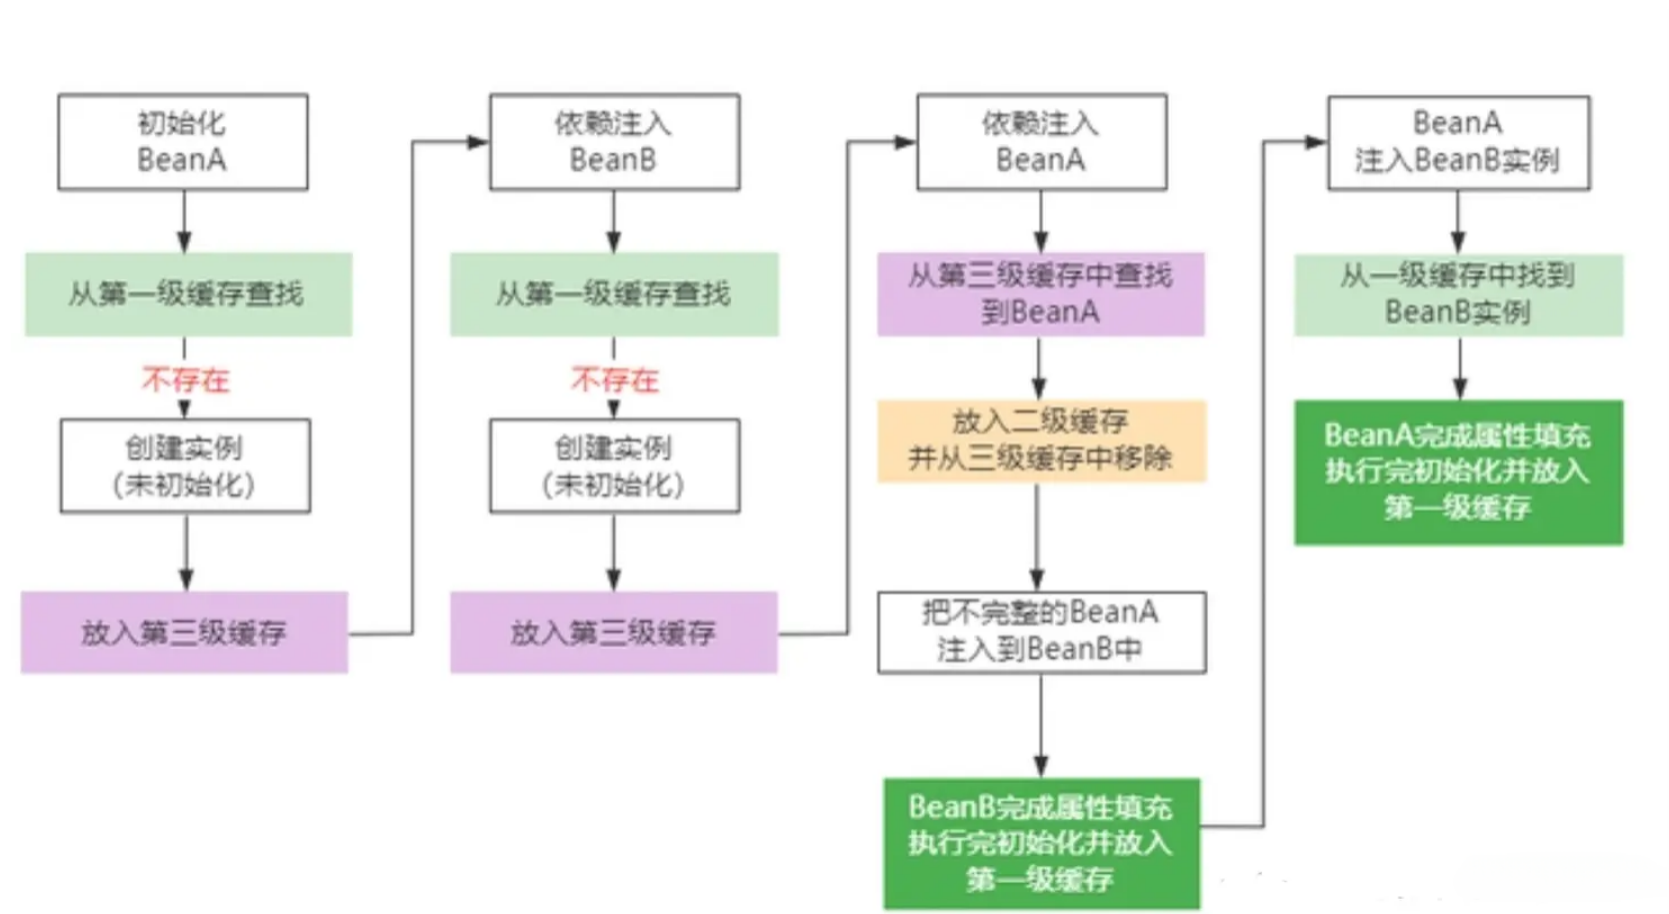 初始化
BeanA
从第一级缓存查找
不存在
创建实例
(未初始化)
放入第三级缓存
依赖注入
BeanB
从第一级缓存查找
不存在
创建实例
(未初始化)
放入第三级缓存
依赖注入
BeanA
从第三级缓存中查找
到BeanA
放入二级缓存
并从三级缓存中移除
把不完整的BeanA
注入到BeanB中
BeanB完成属性填充
执行完初始化并放入
第一级缓存
BeanA
注入BeanB实例
从一级缓存中找到
BeanB实例
BeanA完成属性填充
执行完初始化并放入
第一级缓存